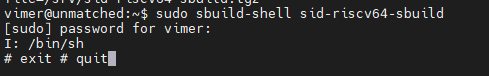 vimer@unmatched:~$ sudo sbuild-shell sid-riscv64-sbuild
[sudo] password for vimer:
I: /bin/sh
# exit # quit